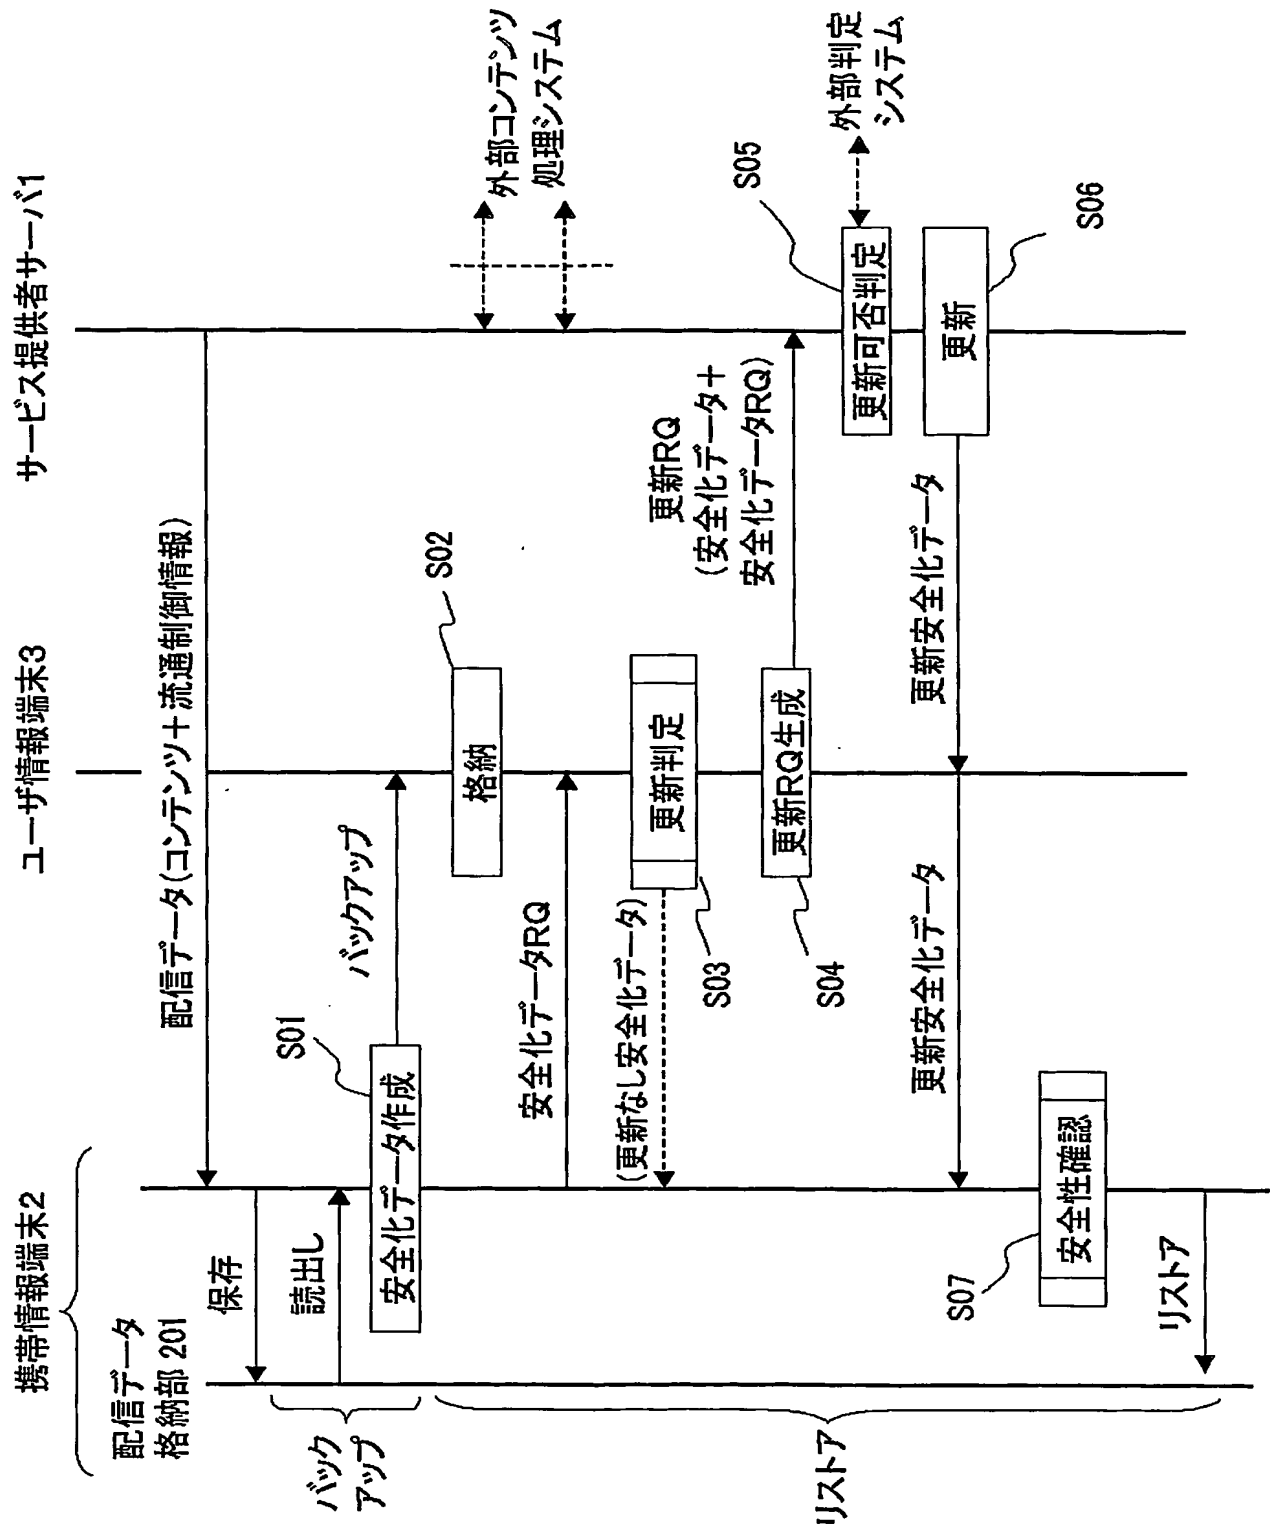 携帯情報端末2
ユーザ情報端末3
サービス提供者サーバ1
配信データ
格納部 201
配信データ(コンテンツ+流通制御情報)
保存
バック
アップ
読出し
S01
安全化データ作成
バックアップ
S02
格納
外部コンテンツ
処理システム
安全化データRQ
(更新なし安全化データ)
更新判定
S03
更新RQ生成
S04
更新RQ
(安全化データ+
安全化データRQ)
S05
更新可否判定
外部判定
システム
更新
S06
更新安全化データ
更新安全化データ
S07
安全性確認
リストア
リストア